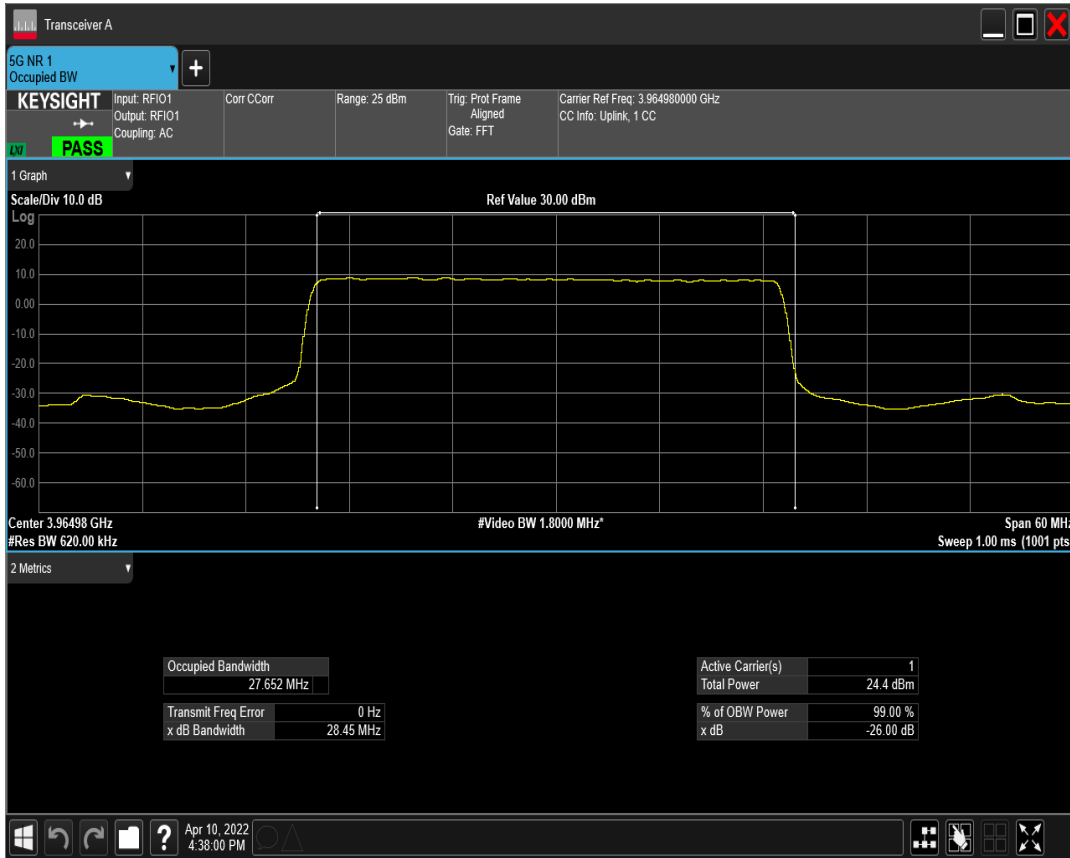 Transceiver A
5G NR 1
Occupied BW
KEYSIGHT
Input: RFIO1
Output: RFIO1
Coupling: AC
Corr CCorr
Range: 25 dBm
Trig: Prot Frame
Aligned
Gate: FFT
Carrier Ref Freq: 3.964980000 GHz
CC Info: Uplink, 1 CC
LXI
PASS
1 Graph
Scale/Div 10.0 dB
Ref Value 30.00 dBm
Log
20.0
10.0
0.00
-10.0
-20.0
-30.0
-40.0
-50.0
-60.0
Center 3.96498 GHz
#Video BW 1.8000 MHz*
Span 60 MHz
#Res BW 620.00 kHz
Sweep 1.00 ms (1001 pts
2 Metrics
Occupied Bandwidth
27.652 MHz
Transmit Freq Error 0 Hz
x dB Bandwidth 28.45 MHz
Active Carrier(s) 1
Total Power 24.4 dBm
% of OBW Power 99.00 %
x dB -26.00 dB
?
Apr 10, 2022
4:38:00 PM